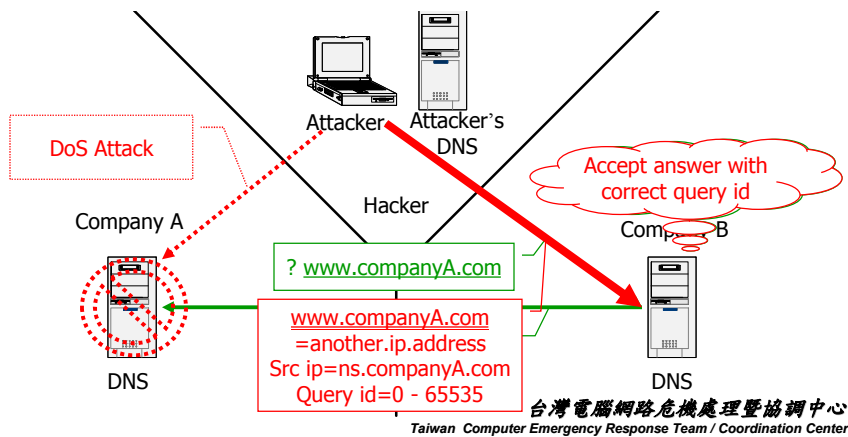 Attacker
Attacker's
DNS
DoS Attack
Accept answer with
correct query id
Hacker
Company A
Company B
? www.companyA.com
www.companyA.com
=another.ip.address
Src ip=ns.companyA.com
Query id=0 - 65535
DNS
DNS
台灣電腦網路危機處理暨協調中心
Taiwan Computer Emergency Response Team / Coordination Center